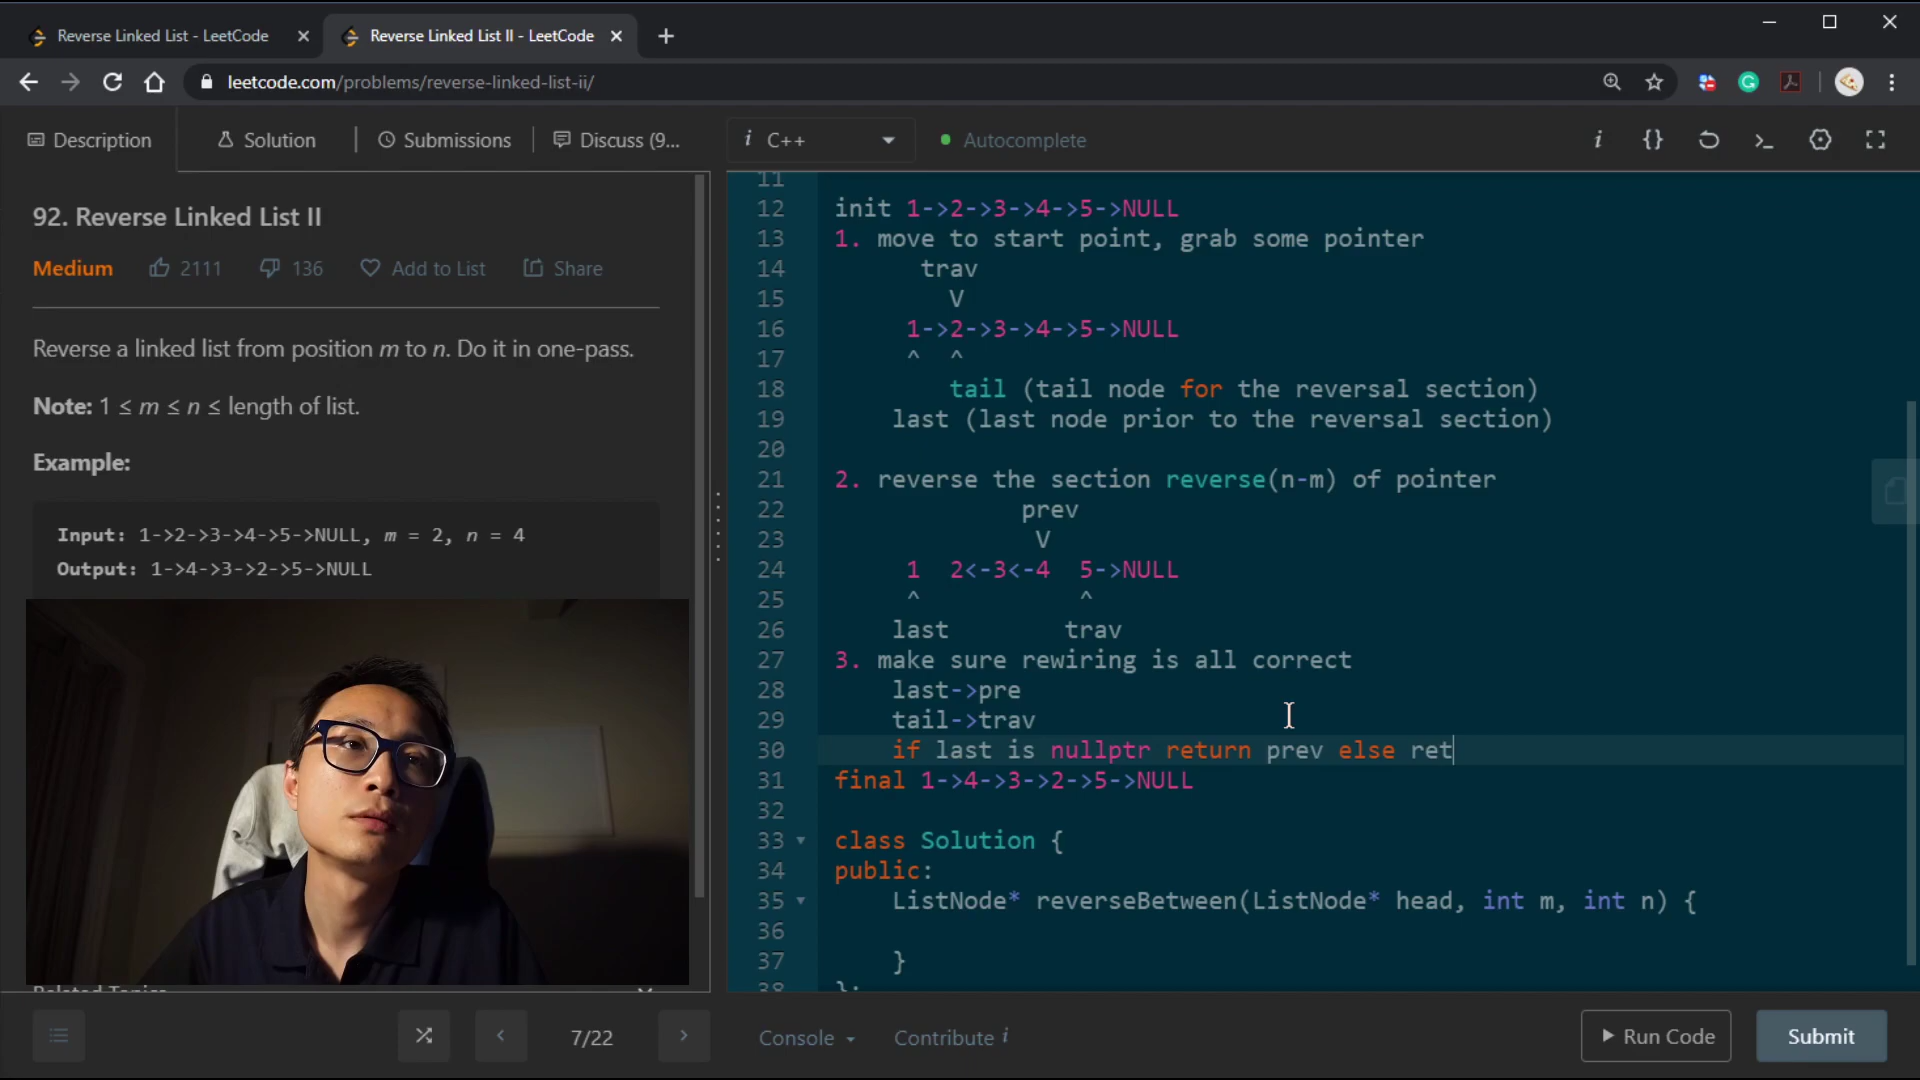 Reverse Linked List - LeetCode
Reverse Linked List II - LeetCode
leetcode.com/problems/reverse-linked-list-ii/
Description
Solution
Submissions
Discuss (9...
i C++
Autocomplete
92. Reverse Linked List II
Medium 2111 136 Add to List Share
Reverse a linked list from position m to n. Do it in one-pass.
Note: 1 ≤ m ≤ n ≤ length of list.
Example:
Input: 1->2->3->4->5->NULL, m = 2, n = 4
Output: 1->4->3->2->5->NULL
11
12 init 1->2->3->4->5->NULL
13 1. move to start point, grab some pointer
14 trav
15 V
16 1->2->3->4->5->NULL
17 ^ ^
18 tail (tail node for the reversal section)
19 last (last node prior to the reversal section)
20
21 2. reverse the section reverse(n-m) of pointer
22 prev
23 V
24 1 2<-3<-4 5->NULL
25 ^ ^
26 last trav
27 3. make sure rewiring is all correct
28 last->pre
29 tail->trav
30 if last is nullptr return prev else ret
31 final 1->4->3->2->5->NULL
32
33 class Solution {
34 public:
35 ListNode* reverseBetween(ListNode* head, int m, int n) {
36
37 }
38 };
Related Topics
7/22
Console
Contribute i
Run Code
Submit